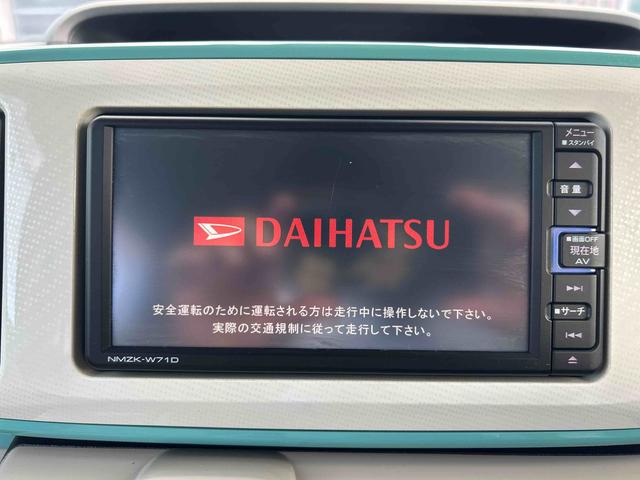 DAIHATSU
安全運転のために運転される方は走行中に操作しないで下さい。
実際の交通規制に従って走行して下さい。
NMZK-W71D
メニュー
■スタンバイ
音量
■画面OFF
現在地
AV
■サーチ